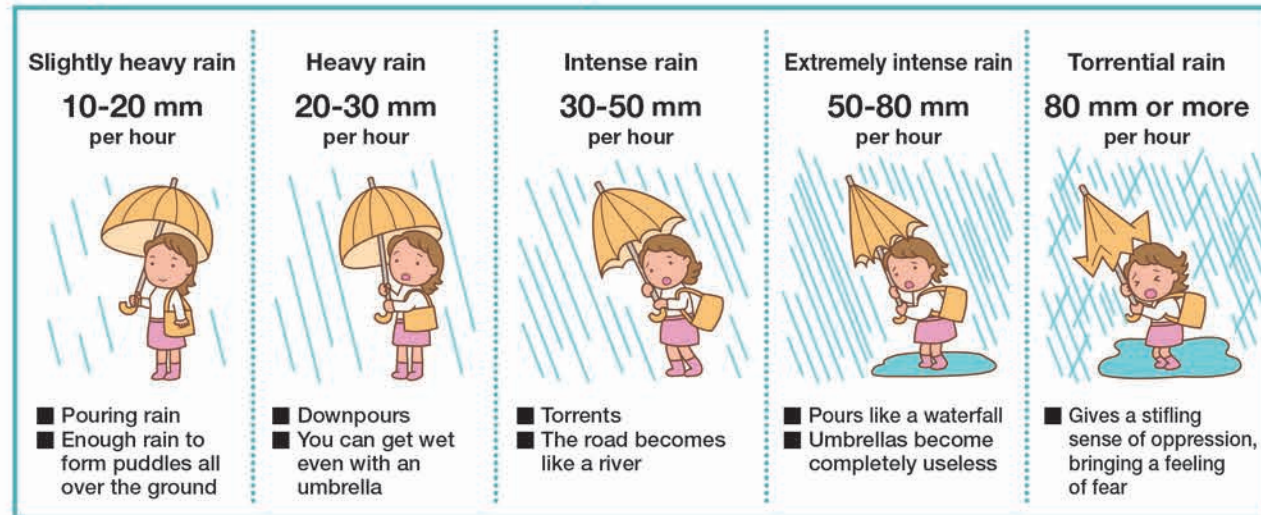 Slightly heavy rain
10-20 mm
per hour
■ Pouring rain
■ Enough rain to
form puddles all
over the ground
Heavy rain
20-30 mm
per hour
■ Downpours
■ You can get wet
even with an
umbrella
Intense rain
30-50 mm
per hour
■ Torrents
■ The road becomes
like a river
Extremely intense rain
50-80 mm
per hour
■ Pours like a waterfall
■ Umbrellas become
completely useless
Torrential rain
80 mm or more
per hour
■ Gives a stifling
sense of oppression,
bringing a feeling
of fear